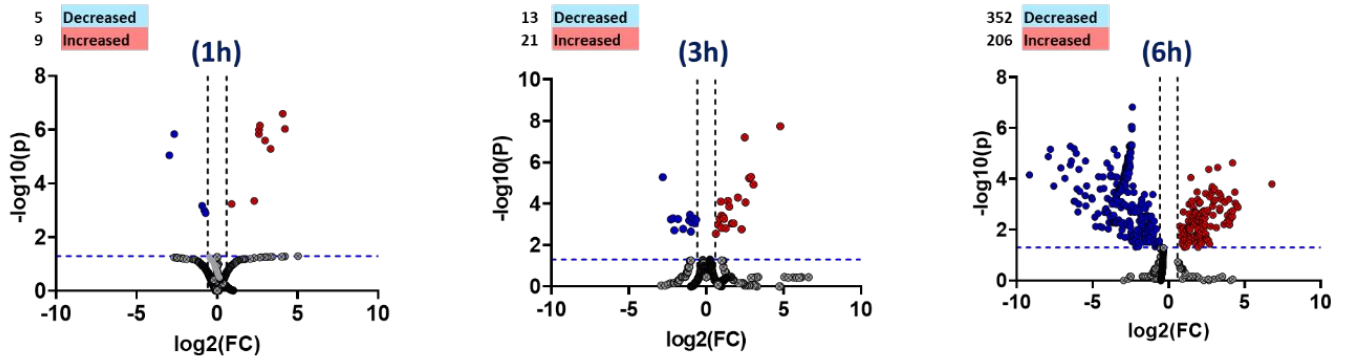 5 Decreased
9 Increased
(1h)
8
6
4
2
0
-10 -5 0 5 10
-log10(p)
log2(FC)
13 Decreased
21 Increased
(3h)
10
8
6
4
2
0
-10 -5 0 5 10
-log10(P)
log2(FC)
352 Decreased
206 Increased
(6h)
8
6
4
2
0
-10 -5 0 5 10
-log10(p)
log2(FC)